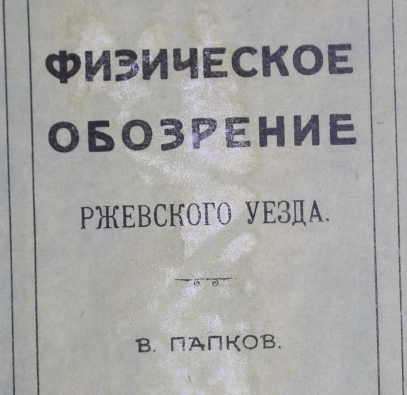 ФИЗИЧЕСКОЕ
ОБОЗРЕНИЕ
РЖЕВСКОГО УЕЗДА.
В. ПАПКОВ.